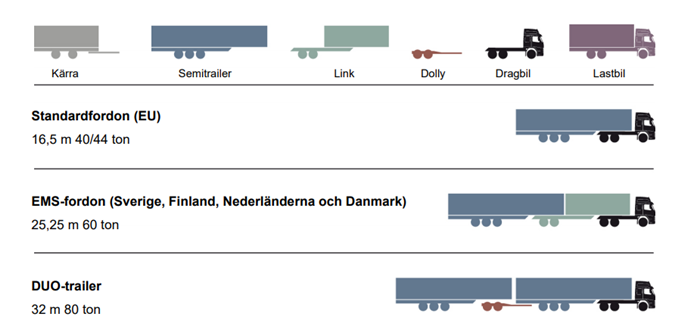 Kärra
Semitrailer
Link
Dolly
Dragbil
Lastbil
Standardfordon (EU)
16,5 m 40/44 ton
EMS-fordon (Sverige, Finland, Nederländerna och Danmark)
25,25 m 60 ton
DUO-trailer
32 m 80 ton